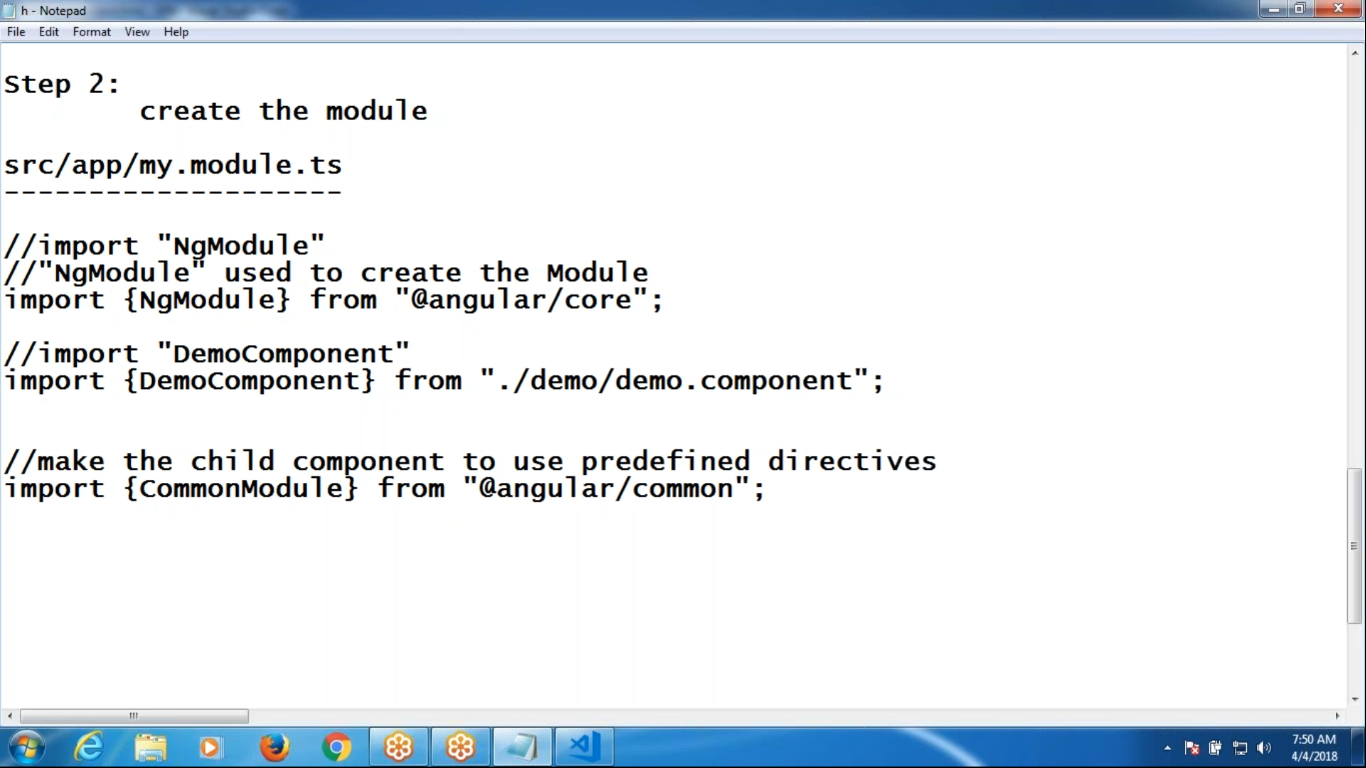 h - Notepad
File Edit Format View Help
Step 2:
create the module
src/app/my.module.ts
--------------------
//import "NgModule"
//"NgModule" used to create the Module
import {NgModule} from "@angular/core";
//import "DemoComponent"
import {DemoComponent} from "./demo/demo.component";
//make the child component to use predefined directives
import {CommonModule} from "@angular/common";
7:50 AM
4/4/2018